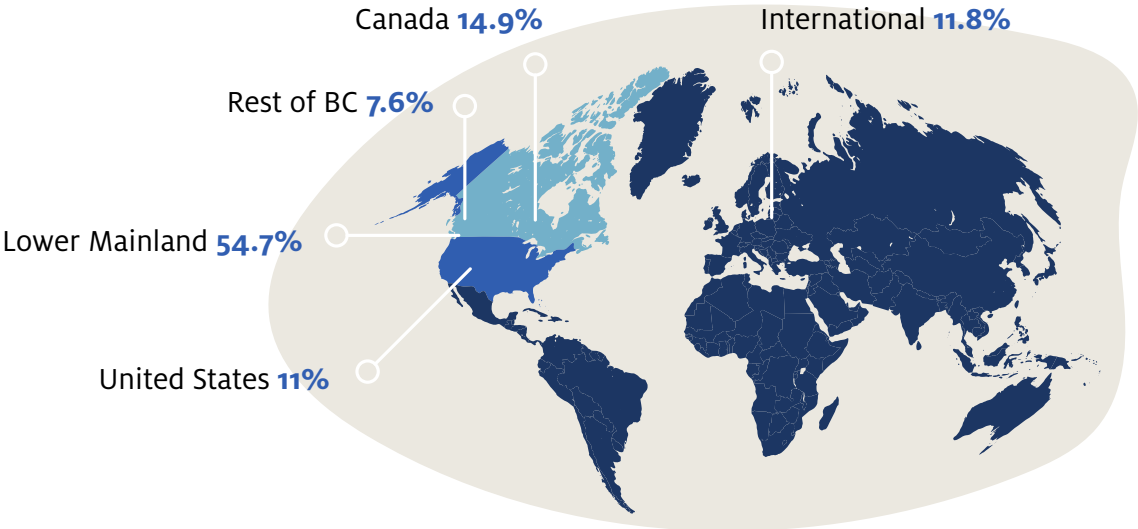 Canada 14.9%
International 11.8%
Rest of BC 7.6%
Lower Mainland 54.7%
United States 11%